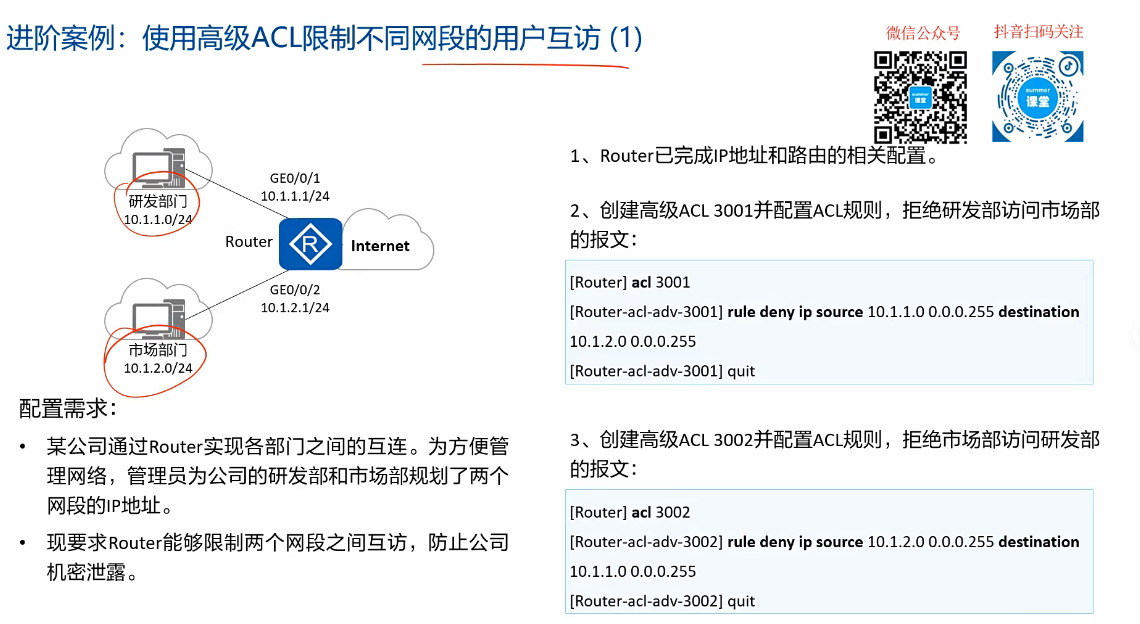 进阶案例：使用高级ACL限制不同网段的用户互访 (1)
微信公众号
抖音扫码关注
summer
课堂
summer
课堂
研发部门
10.1.1.0/24
GE0/0/1
10.1.1.1/24
Router
R
Internet
GE0/0/2
10.1.2.1/24
市场部门
10.1.2.0/24
配置需求：
• 某公司通过Router实现各部门之间的互连。为方便管
理网络，管理员为公司的研发部和市场部规划了两个
网段的IP地址。
• 现要求Router能够限制两个网段之间互访，防止公司
机密泄露。
1、Router已完成IP地址和路由的相关配置。
2、创建高级ACL 3001并配置ACL规则，拒绝研发部访问市场部
的报文：
[Router] acl 3001
[Router-acl-adv-3001] rule deny ip source 10.1.1.0 0.0.0.255 destination
10.1.2.0 0.0.0.255
[Router-acl-adv-3001] quit
3、创建高级ACL 3002并配置ACL规则，拒绝市场部访问研发部
的报文：
[Router] acl 3002
[Router-acl-adv-3002] rule deny ip source 10.1.2.0 0.0.0.255 destination
10.1.1.0 0.0.0.255
[Router-acl-adv-3002] quit